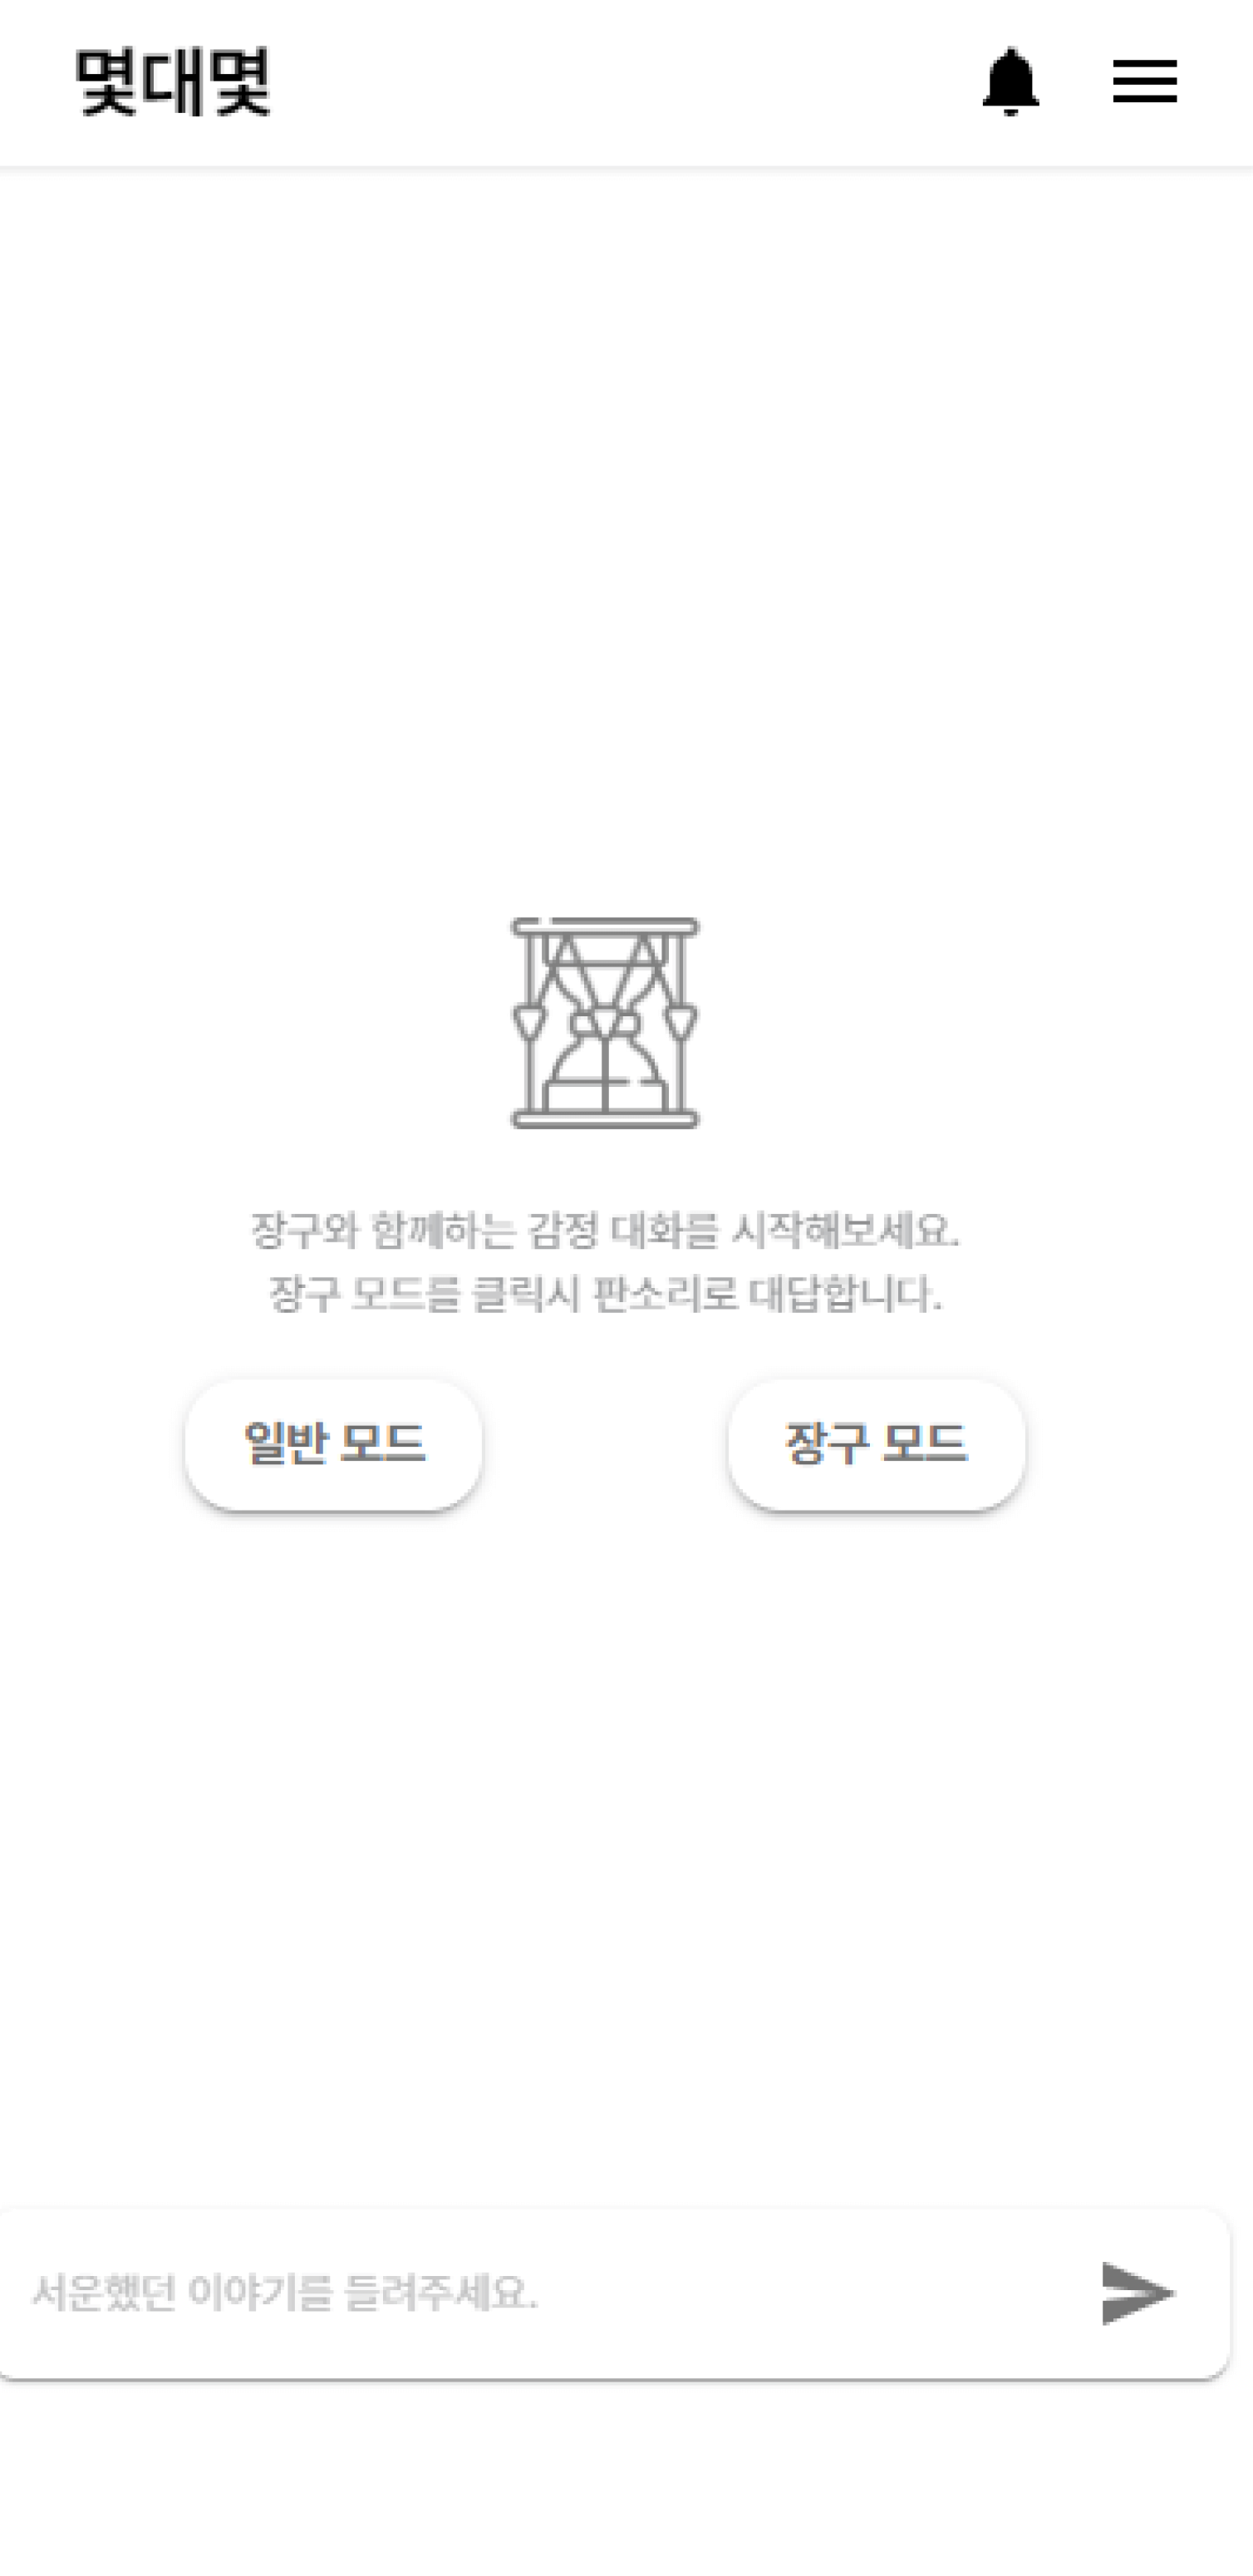 몇대몇
장구와 함께하는 감정 대화를 시작해보세요.
장구 모드를 클릭시 판소리로 대답합니다.
일반 모드
장구 모드
서운했던 이야기를 들려주세요.